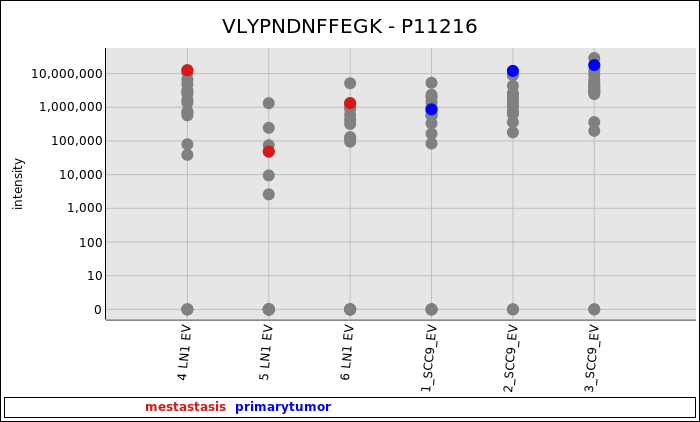 VLYPNDNFFEGK - P11216
10,000,000
1,000,000
100,000
10,000
1,000
100
10
0
intensity
4 LN1 EV
5 LN1 EV
6 LN1 EV
1_SCC9_EV
2_SCC9_EV
3_SCC9_EV
mestastasis primarytumor